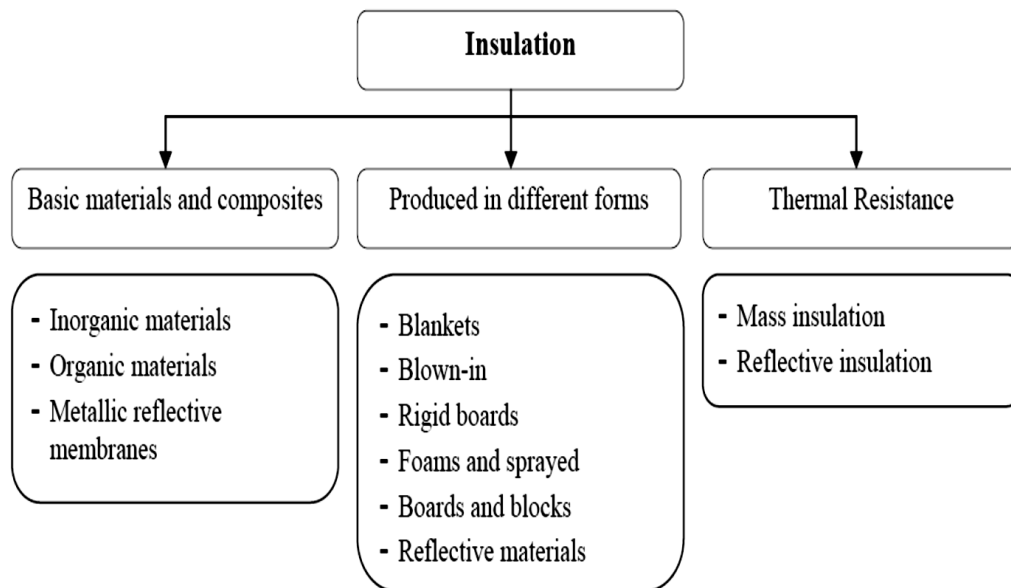 Insulation
Basic materials and composites
Produced in different forms
Thermal Resistance
- Inorganic materials
- Organic materials
- Metallic reflective
membranes
- Blankets
- Blown-in
- Rigid boards
- Foams and sprayed
- Boards and blocks
- Reflective materials
- Mass insulation
- Reflective insulation